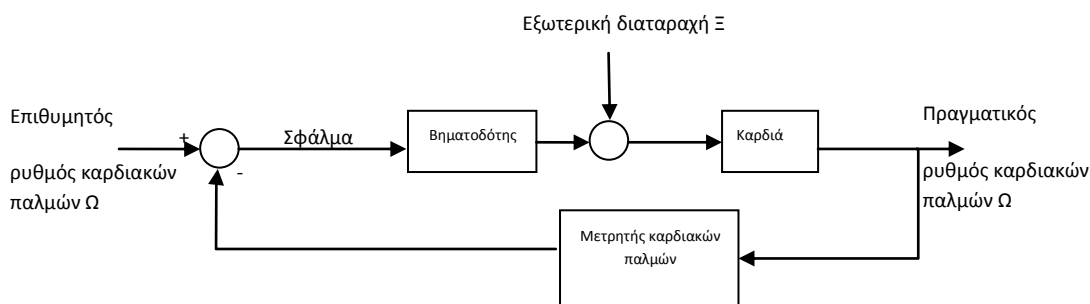 Εξωτερική διαταραχή Ξ
Επιθυμητός
ρυθμός καρδιακών
παλμών Ω
+
-
Σφάλμα
Βηματοδότης
Καρδιά
Πραγματικός
ρυθμός καρδιακών
παλμών Ω
Μετρητής καρδιακών
παλμών